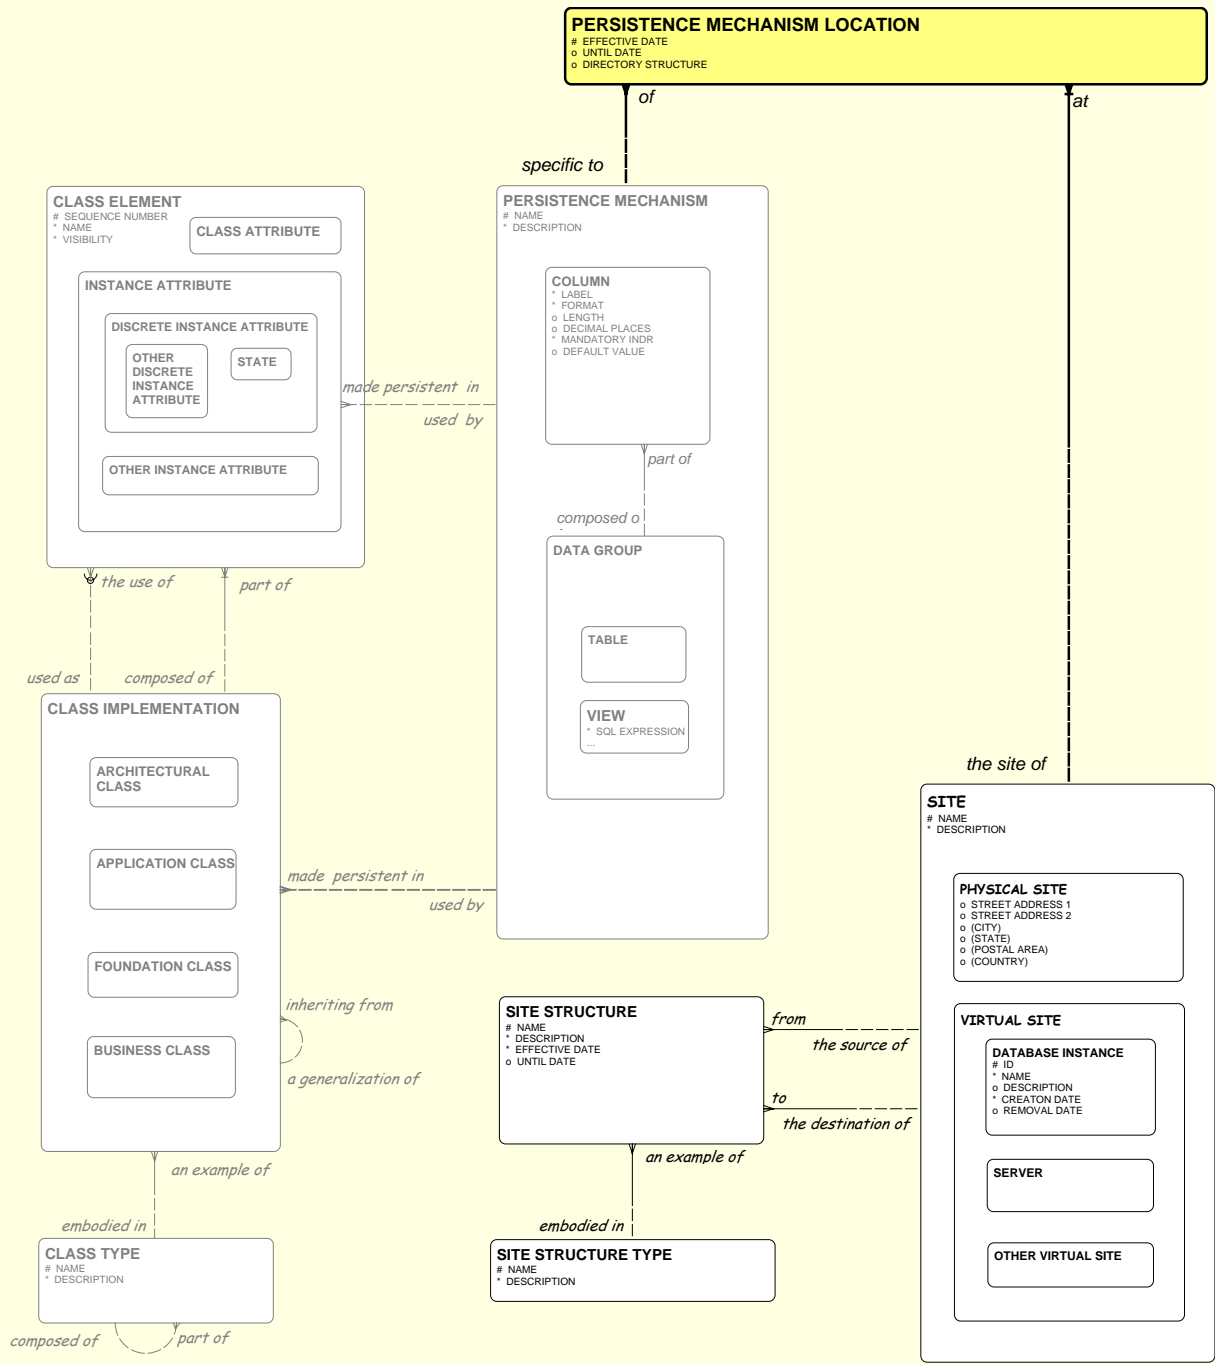 PERSISTENCE MECHANISM LOCATION
# EFFECTIVE DATE
o UNTIL DATE
o DIRECTORY STRUCTURE
of
at
specific to
CLASS ELEMENT
# SEQUENCE NUMBER
* NAME
* VISIBILITY
CLASS ATTRIBUTE
INSTANCE ATTRIBUTE
DISCRETE INSTANCE ATTRIBUTE
OTHER
DISCRETE
INSTANCE
ATTRIBUTE
STATE
OTHER INSTANCE ATTRIBUTE
made persistent in
used by
PERSISTENCE MECHANISM
# NAME
* DESCRIPTION
COLUMN
* LABEL
* FORMAT
o LENGTH
o DECIMAL PLACES
* MANDATORY INDR
o DEFAULT VALUE
part of
composed o
DATA GROUP
TABLE
VIEW
* SQL EXPRESSION
...
the use of
part of
used as
composed of
CLASS IMPLEMENTATION
ARCHITECTURAL
CLASS
APPLICATION CLASS
FOUNDATION CLASS
BUSINESS CLASS
made persistent in
used by
inheriting from
a generalization of
an example of
embodied in
CLASS TYPE
# NAME
* DESCRIPTION
composed of
part of
the site of
SITE
# NAME
* DESCRIPTION
PHYSICAL SITE
o STREET ADDRESS 1
o STREET ADDRESS 2
o (CITY)
o (STATE)
o (POSTAL AREA)
o (COUNTRY)
VIRTUAL SITE
DATABASE INSTANCE
# ID
* NAME
o DESCRIPTION
* CREATON DATE
o REMOVAL DATE
SERVER
OTHER VIRTUAL SITE
SITE STRUCTURE
# NAME
* DESCRIPTION
* EFFECTIVE DATE
o UNTIL DATE
from
the source of
to
the destination of
an example of
embodied in
SITE STRUCTURE TYPE
# NAME
* DESCRIPTION